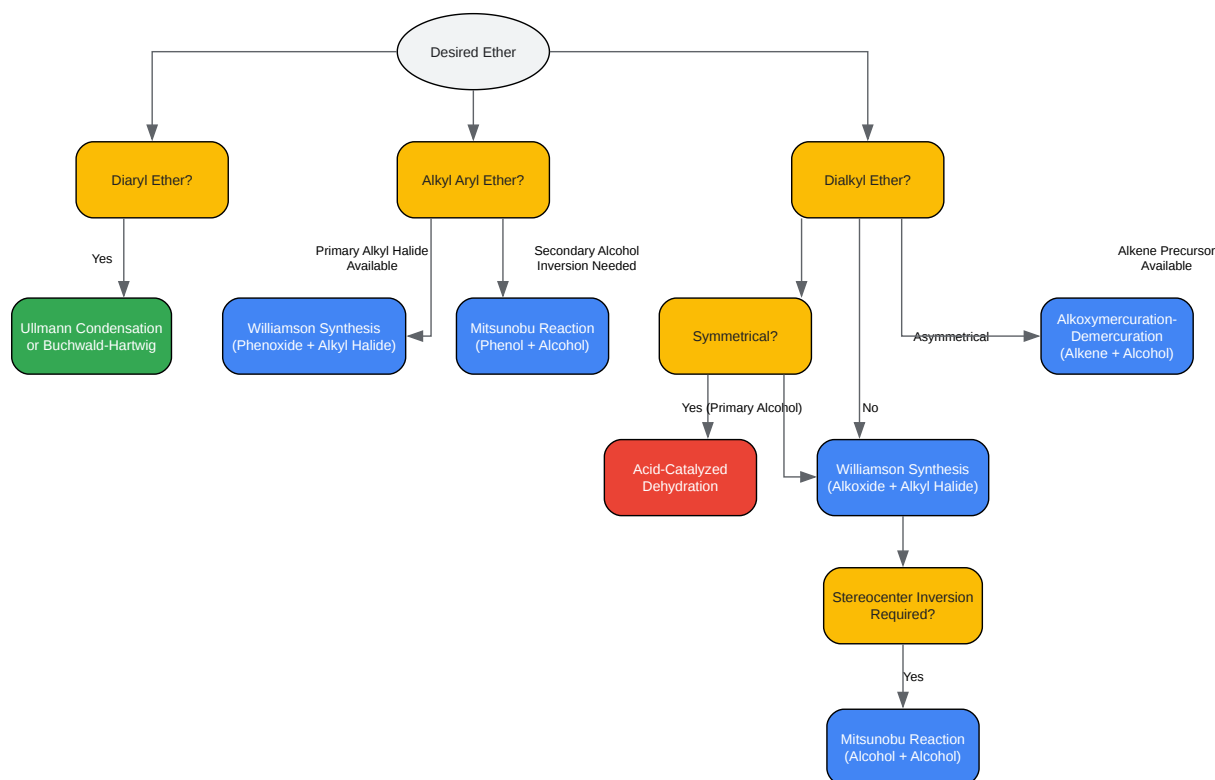 Desired Ether
Diaryl Ether?
Alkyl Aryl Ether?
Dialkyl Ether?
Yes
Primary Alkyl Halide
Available
Secondary Alcohol
Inversion Needed
Alkene Precursor
Available
Ullmann Condensation
or Buchwald-Hartwig
Williamson Synthesis
(Phenoxide + Alkyl Halide)
Mitsunobu Reaction
(Phenol + Alcohol)
Symmetrical?
Asymmetrical
Alkoxymercuration-
Demercuration
(Alkene + Alcohol)
Yes (Primary Alcohol)
No
Acid-Catalyzed
Dehydration
Williamson Synthesis
(Alkoxide + Alkyl Halide)
Stereocenter Inversion
Required?
Yes
Mitsunobu Reaction
(Alcohol + Alcohol)